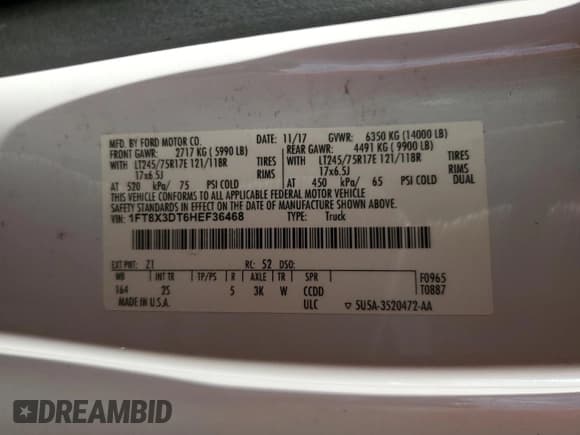 MFD. BY FORD MOTOR CO. DATE: 11/17 GVWR: 6350 KG (14000 LB)
FRONT GAWR: 2717 KG ( 5990 LB) REAR GAWR: 4491 KG ( 9900 LB)
WITH LT245/75R17E 121/118R TIRES WITH LT245/75R17E 121/118R TIRES
17x6.5J RIMS 17x6.5J RIMS
AT 520 kPa/ 75 PSI COLD AT 450 kPa/ 65 PSI COLD DUAL
THIS VEHICLE CONFORMS TO ALL APPLICABLE FEDERAL MOTOR VEHICLE
SAFETY STANDARDS IN EFFECT ON THE DATE OF MANUFACTURE SHOWN ABOVE.
VIN: 1FT8X3DT6HEF36468 TYPE: Truck
EXT PNT: Z1 RC: 52 DSO:
WB INT TR TP/PS R AXLE TR SPR F0965
164 2S 5 3K W CCDD T0887
MADE IN U.S.A. ULC ▽ 5U5A-3520472-AA
DREAMBID